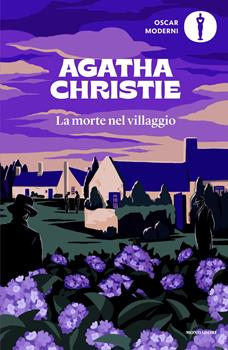 OSCAR
MODERNI
AGATHA
CHRISTIE
La morte nel villaggio
MONDADORI